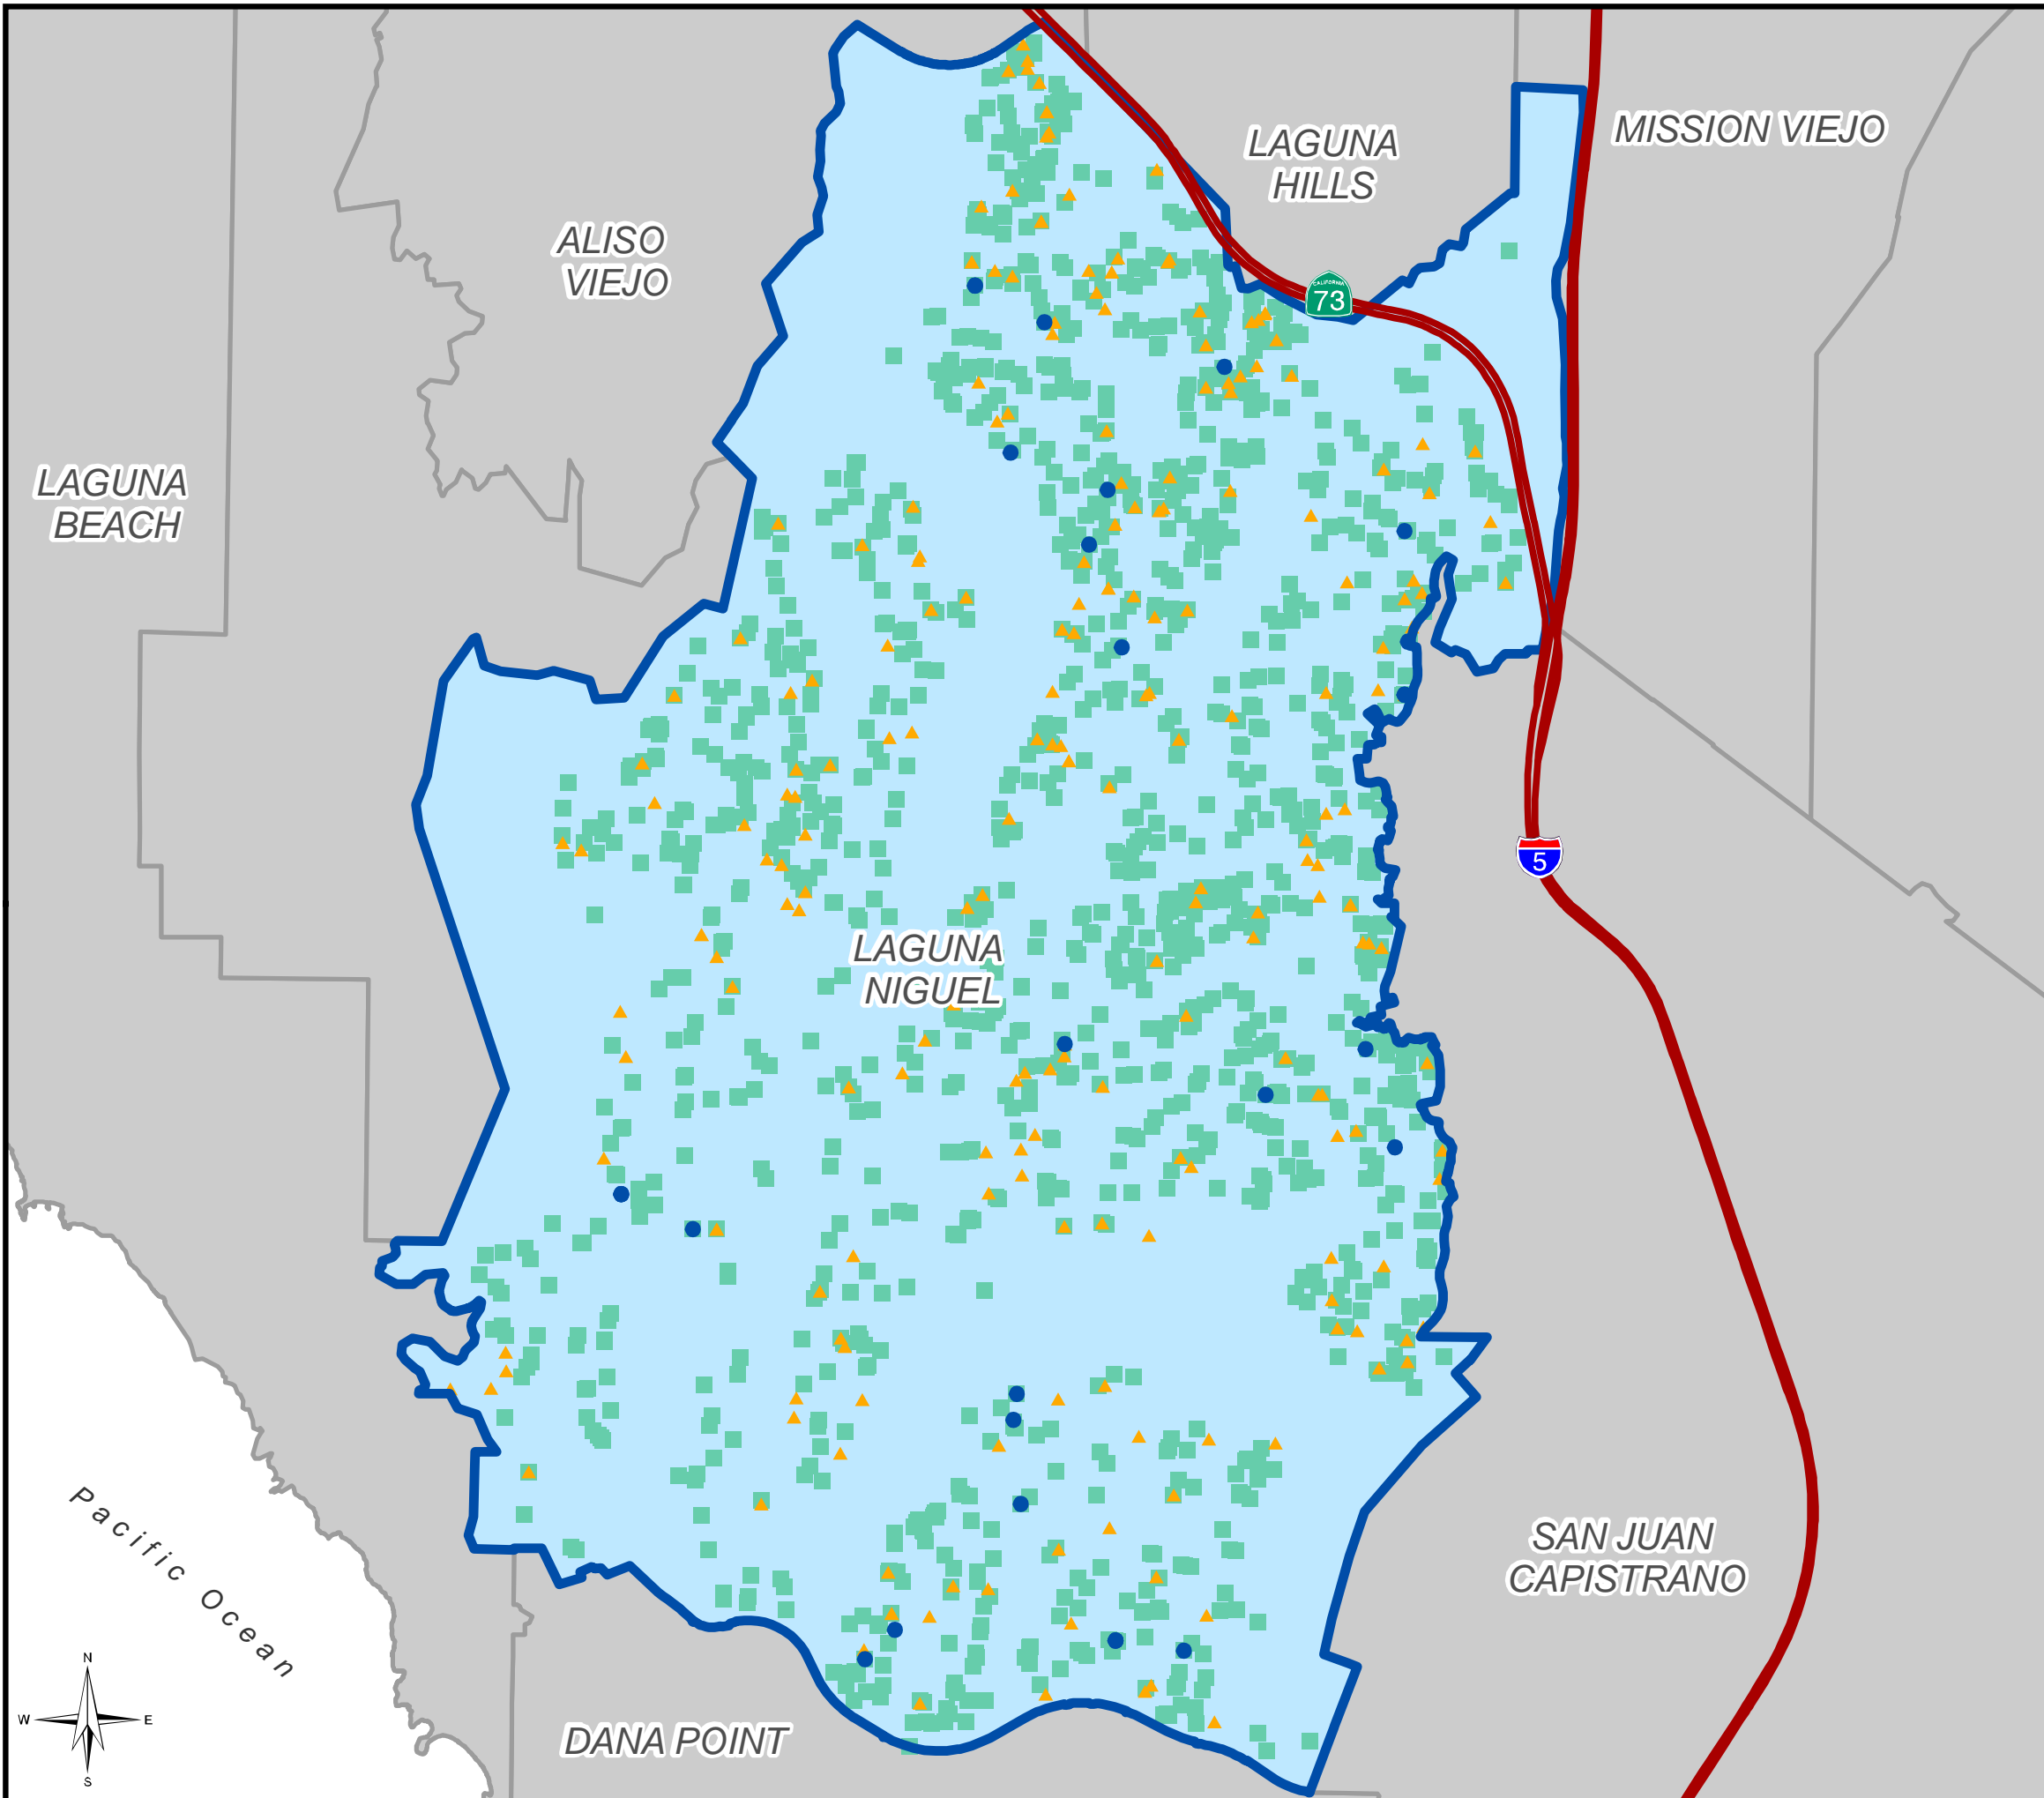 MISSION VIEJO
LAGUNA
HILLS
ALISO
VIEJO
CALIFORNIA
73
LAGUNA
BEACH
5
LAGUNA
NIGUEL
Pacific Ocean
SAN JUAN
CAPISTRANO
N
W
E
S
DANA POINT